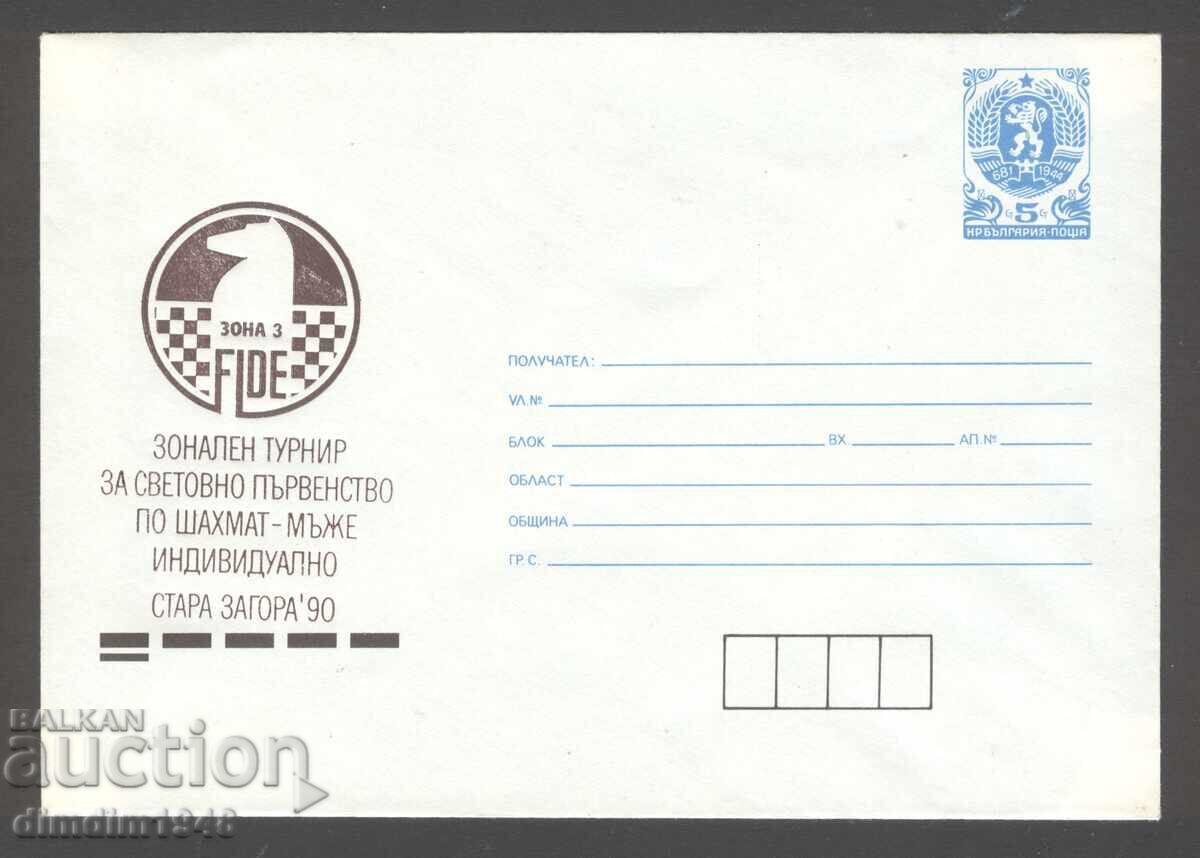 681 1944
5
НР БЪЛГАРИЯ·ПОЩА
ЗОНА 3
FIDE
ЗОНАЛЕН ТУРНИР
ЗА СВЕТОВНО ПЪРВЕНСТВО
ПО ШАХМАТ-МЪЖЕ
ИНДИВИДУАЛНО
СТАРА ЗАГОРА'90
ПОЛУЧАТЕЛ:
УЛ.№
БЛОК ВХ. АП.№
ОБЛАСТ
ОБЩИНА
ГР. С.
BALKAN
auction
dimdim1948